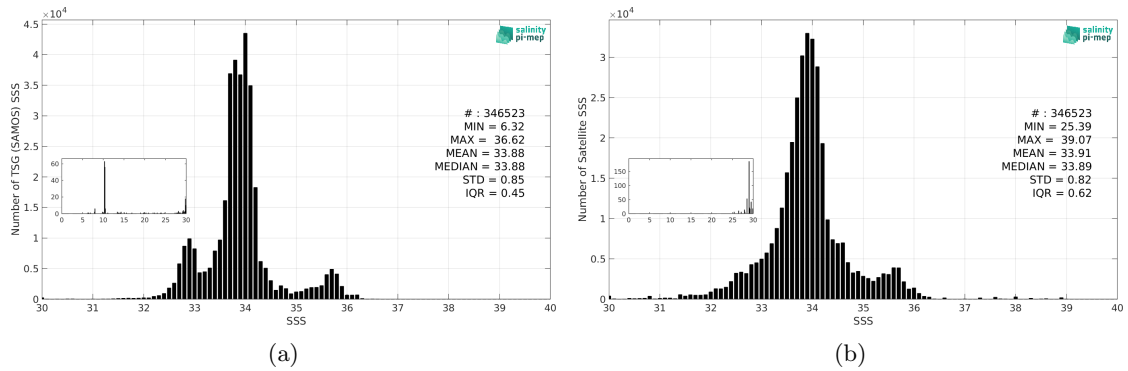 ×10⁴
salinity
pi-mep
4.5
4
3.5
3
2.5
2
1.5
1
0.5
0
Number of TSG (SAMOS) SSS
# : 346523
MIN = 6.32
MAX = 36.62
MEAN = 33.88
MEDIAN = 33.88
STD = 0.85
IQR = 0.45
60
40
20
0
0 5 10 15 20 25 30
30 31 32 33 34 35 36 37 38 39 40
SSS
(a)
×10⁴
salinity
pi-mep
3
2.5
2
1.5
1
0.5
0
Number of Satellite SSS
# : 346523
MIN = 25.39
MAX = 39.07
MEAN = 33.91
MEDIAN = 33.89
STD = 0.82
IQR = 0.62
150
100
50
0
0 5 10 15 20 25 30
30 31 32 33 34 35 36 37 38 39 40
SSS
(b)